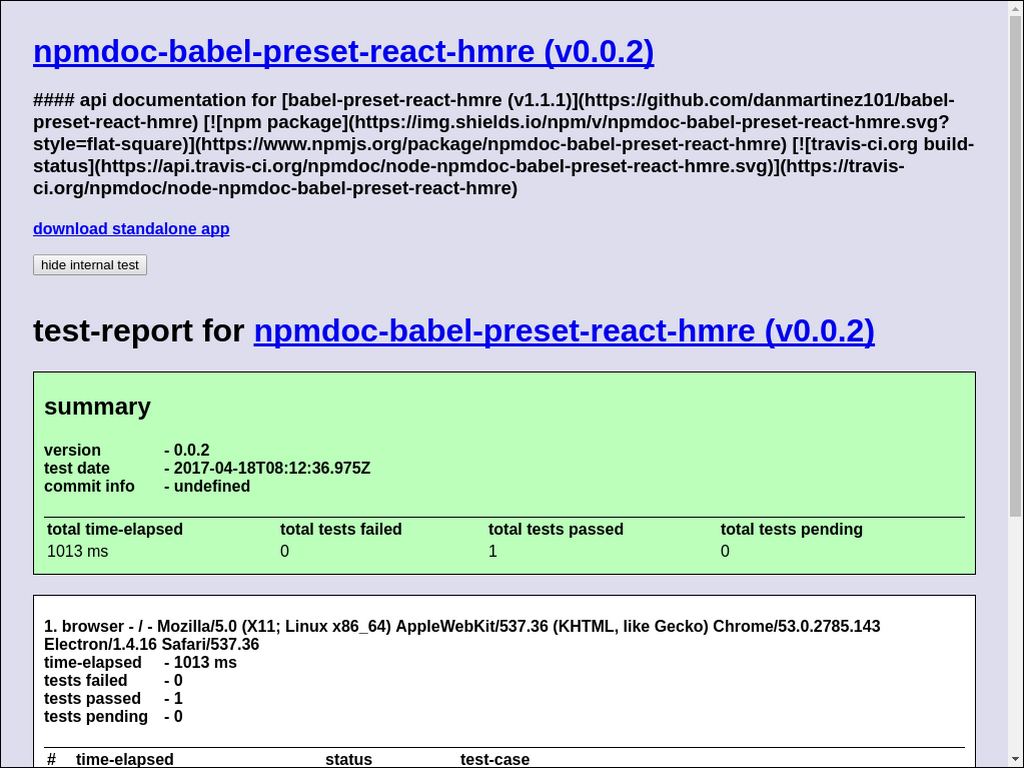 npmdoc-babel-preset-react-hmre (v0.0.2)
#### api documentation for [babel-preset-react-hmre (v1.1.1)](https://github.com/danmartinez101/babel-
preset-react-hmre) [![npm package](https://img.shields.io/npm/v/npmdoc-babel-preset-react-hmre.svg?
style=flat-square)](https://www.npmjs.org/package/npmdoc-babel-preset-react-hmre) [![travis-ci.org build-
status](https://api.travis-ci.org/npmdoc/node-npmdoc-babel-preset-react-hmre.svg)](https://travis-
ci.org/npmdoc/node-npmdoc-babel-preset-react-hmre)
download standalone app
hide internal test
test-report for npmdoc-babel-preset-react-hmre (v0.0.2)
summary
version - 0.0.2
test date - 2017-04-18T08:12:36.975Z
commit info - undefined
total time-elapsed total tests failed total tests passed total tests pending
1013 ms 0 1 0
1. browser - / - Mozilla/5.0 (X11; Linux x86_64) AppleWebKit/537.36 (KHTML, like Gecko) Chrome/53.0.2785.143
Electron/1.4.16 Safari/537.36
time-elapsed - 1013 ms
tests failed - 0
tests passed - 1
tests pending - 0
# time-elapsed status test-case